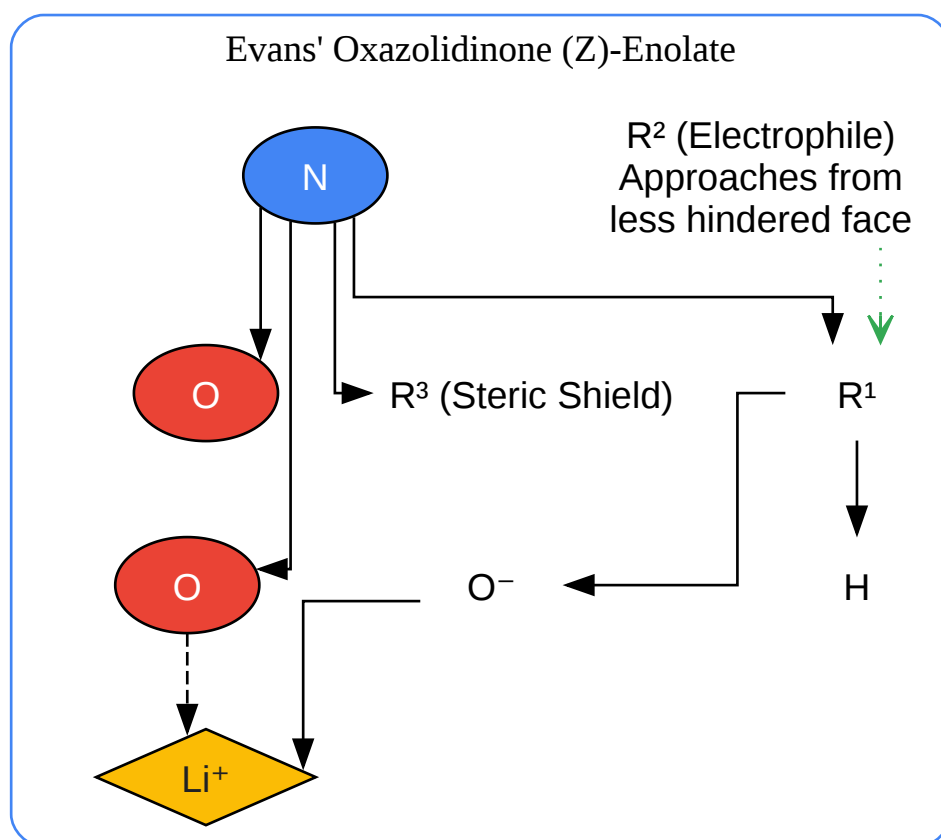 Evans' Oxazolidinone (Z)-Enolate
N
R² (Electrophile)
Approaches from
less hindered face
O
R³ (Steric Shield)
R¹
O
O⁻
H
Li⁺